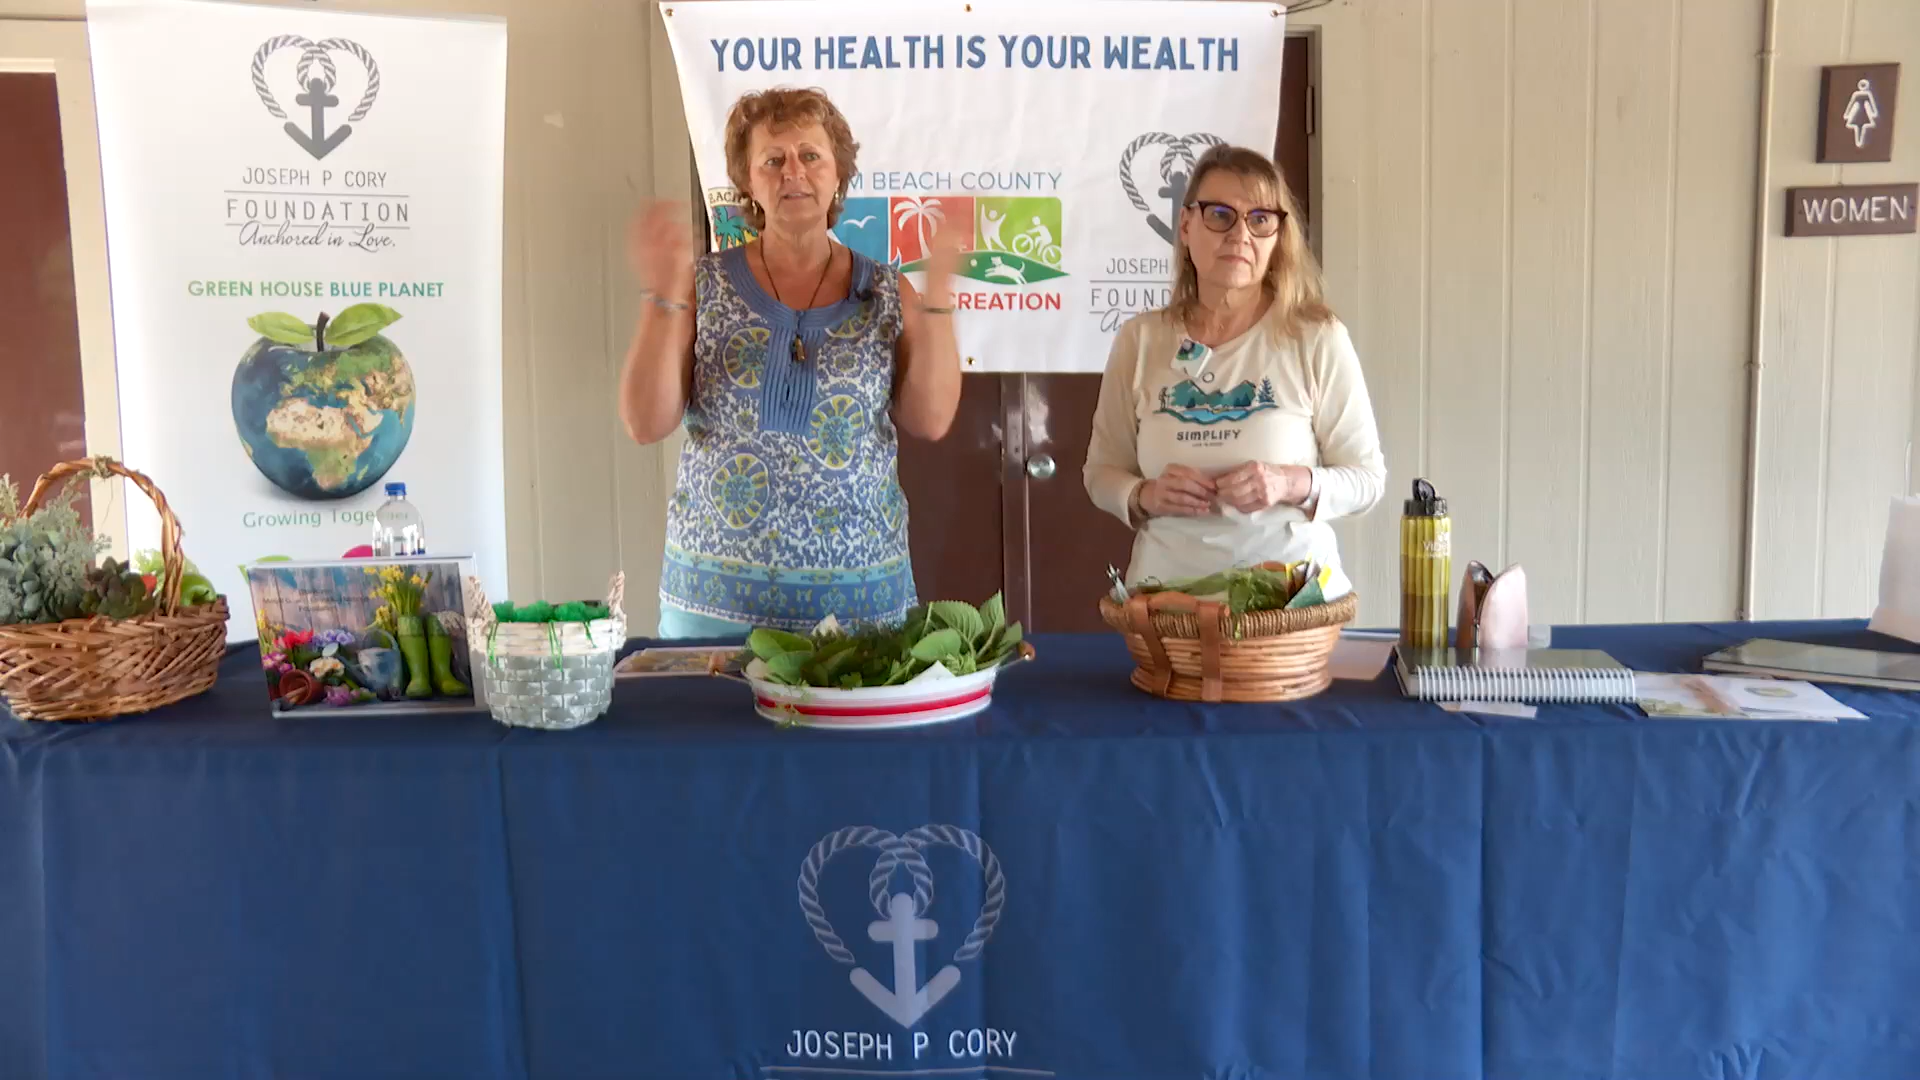 JOSEPH P CORY
FOUNDATION
Anchored in Love.
GREEN HOUSE BLUE PLANET
Growing Toge
YOUR HEALTH IS YOUR WEALTH
M BEACH COUNTY
BEACH
CREATION
JOSEPH
FOUND
SIMPLIFY
WOMEN
JOSEPH P CORY